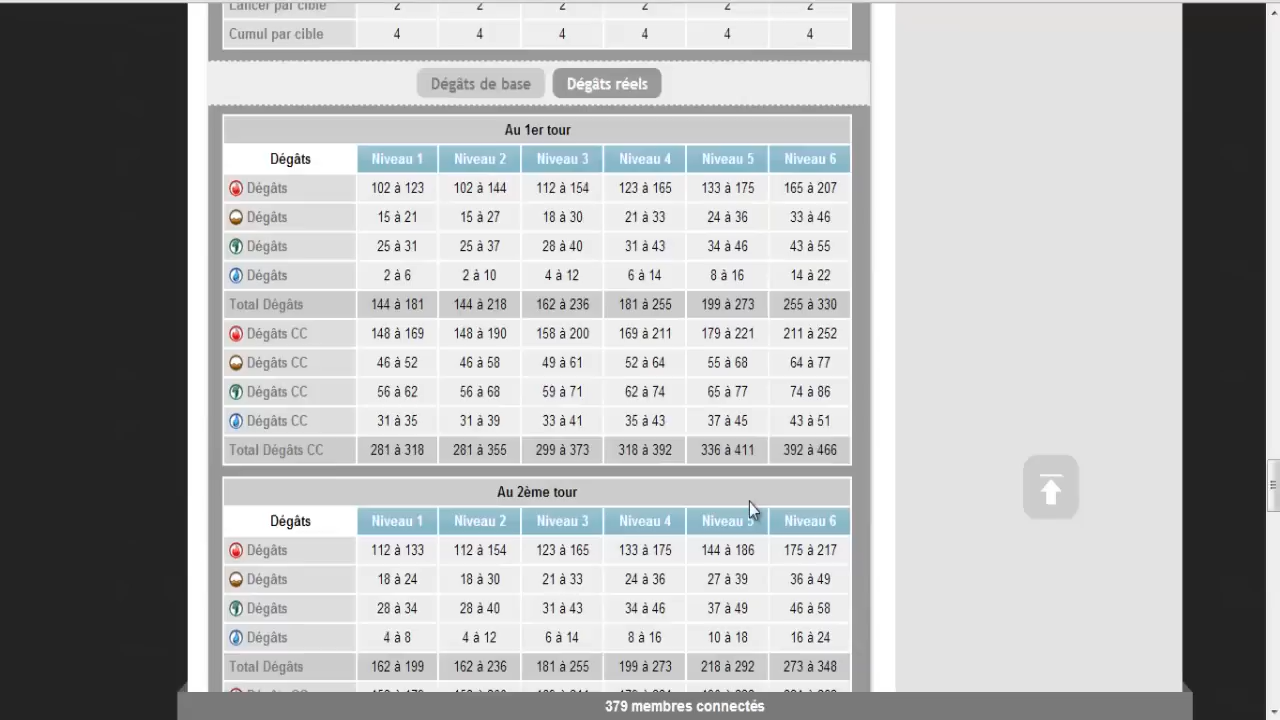 Lancer par cible 2 2 2 2 2 2
Cumul par cible 4 4 4 4 4 4
Dégâts de base Dégâts réels
Au 1er tour
Dégâts Niveau 1 Niveau 2 Niveau 3 Niveau 4 Niveau 5 Niveau 6
Dégâts 102 à 123 102 à 144 112 à 154 123 à 165 133 à 175 165 à 207
Dégâts 15 à 21 15 à 27 18 à 30 21 à 33 24 à 36 33 à 46
Dégâts 25 à 31 25 à 37 28 à 40 31 à 43 34 à 46 43 à 55
Dégâts 2 à 6 2 à 10 4 à 12 6 à 14 8 à 16 14 à 22
Total Dégâts 144 à 181 144 à 218 162 à 236 181 à 255 199 à 273 255 à 330
Dégâts CC 148 à 169 148 à 190 158 à 200 169 à 211 179 à 221 211 à 252
Dégâts CC 46 à 52 46 à 58 49 à 61 52 à 64 55 à 68 64 à 77
Dégâts CC 56 à 62 56 à 68 59 à 71 62 à 74 65 à 77 74 à 86
Dégâts CC 31 à 35 31 à 39 33 à 41 35 à 43 37 à 45 43 à 51
Total Dégâts CC 281 à 318 281 à 355 299 à 373 318 à 392 336 à 411 392 à 466
Au 2ème tour
Dégâts Niveau 1 Niveau 2 Niveau 3 Niveau 4 Niveau 5 Niveau 6
Dégâts 112 à 133 112 à 154 123 à 165 133 à 175 144 à 186 175 à 217
Dégâts 18 à 24 18 à 30 21 à 33 24 à 36 27 à 39 36 à 49
Dégâts 28 à 34 28 à 40 31 à 43 34 à 46 37 à 49 46 à 58
Dégâts 4 à 8 4 à 12 6 à 14 8 à 16 10 à 18 16 à 24
Total Dégâts 162 à 199 162 à 236 181 à 255 199 à 273 218 à 292 273 à 348
379 membres connectés